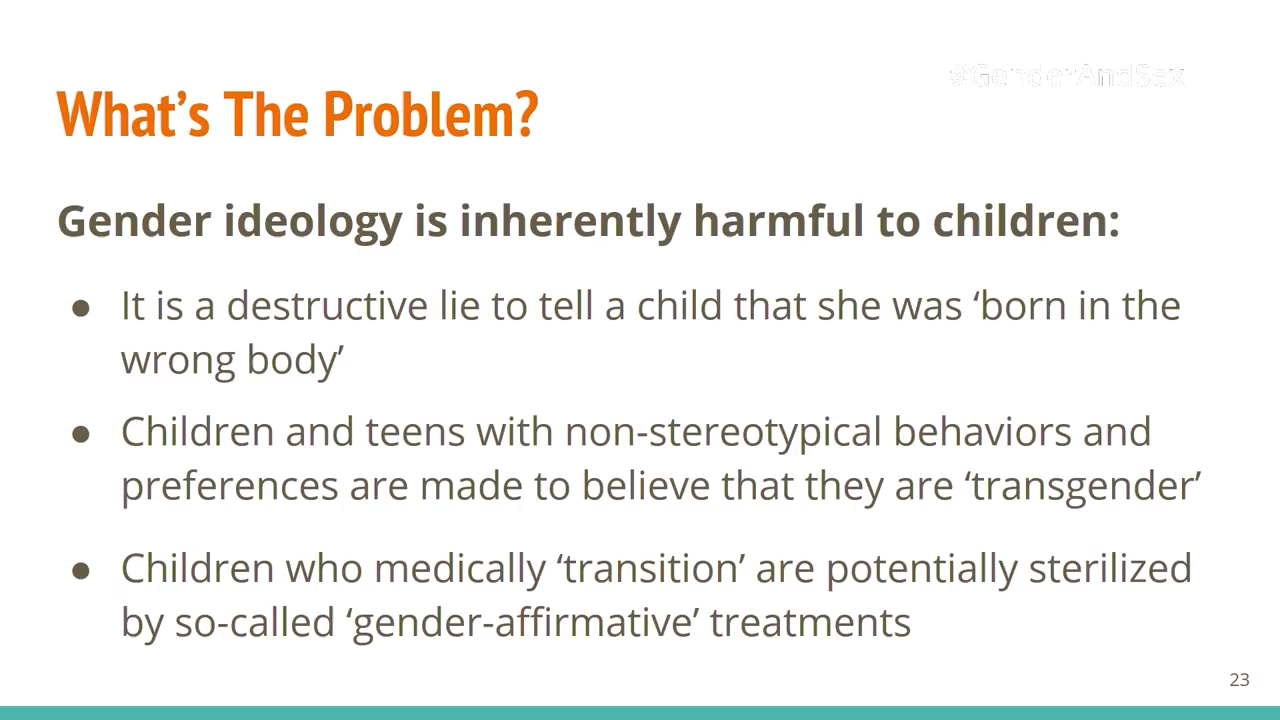 #GenderAndSex
What's The Problem?
Gender ideology is inherently harmful to children:
● It is a destructive lie to tell a child that she was ‘born in the
wrong body’
● Children and teens with non-stereotypical behaviors and
preferences are made to believe that they are ‘transgender’
● Children who medically ‘transition’ are potentially sterilized
by so-called ‘gender-affirmative’ treatments
23